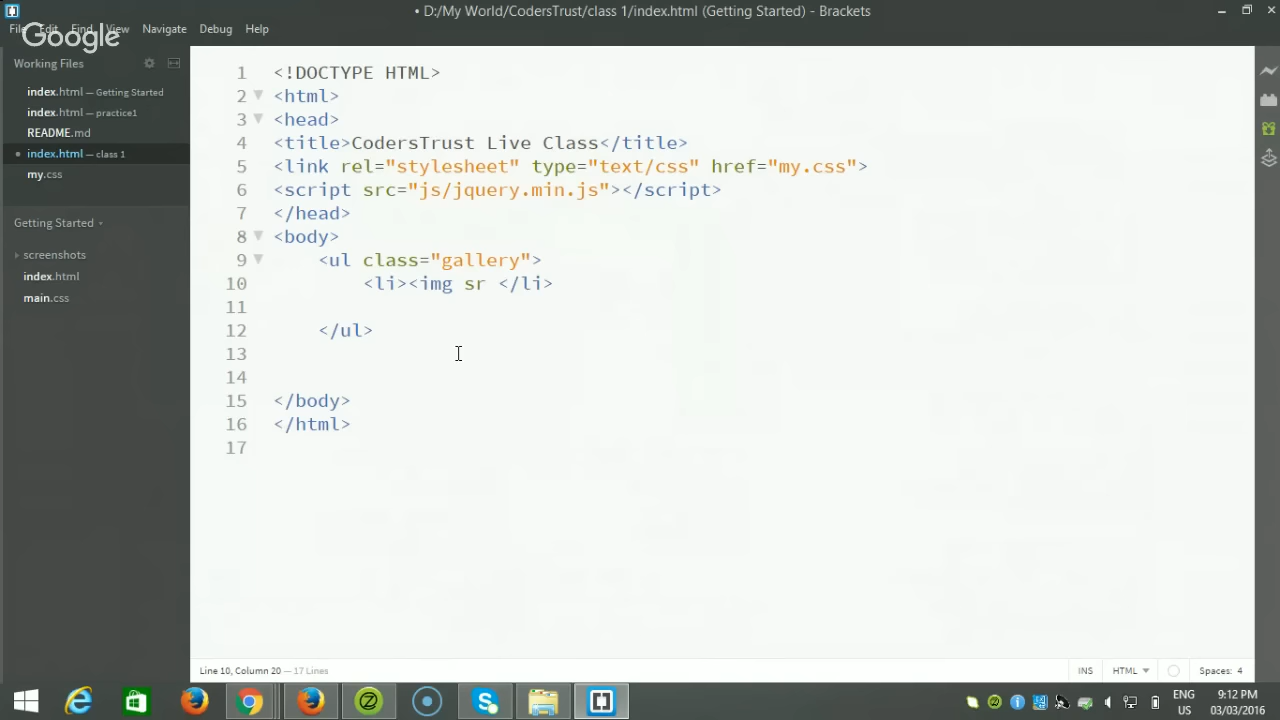 • D:/My World/CodersTrust/class 1/index.html (Getting Started) - Brackets
File Edit Find View Navigate Debug Help
Google
Working Files
index.html — Getting Started
index.html — practice1
README.md
• index.html — class 1
my.css
Getting Started
screenshots
index.html
main.css
1 <!DOCTYPE HTML>
2 <html>
3 <head>
4 <title>CodersTrust Live Class</title>
5 <link rel="stylesheet" type="text/css" href="my.css">
6 <script src="js/jquery.min.js"></script>
7 </head>
8 <body>
9 <ul class="gallery">
10 <li><img sr </li>
11
12 </ul>
13
14
15 </body>
16 </html>
17
Line 10, Column 20 — 17 Lines
INS HTML Spaces: 4
ENG 9:12 PM
US 03/03/2016